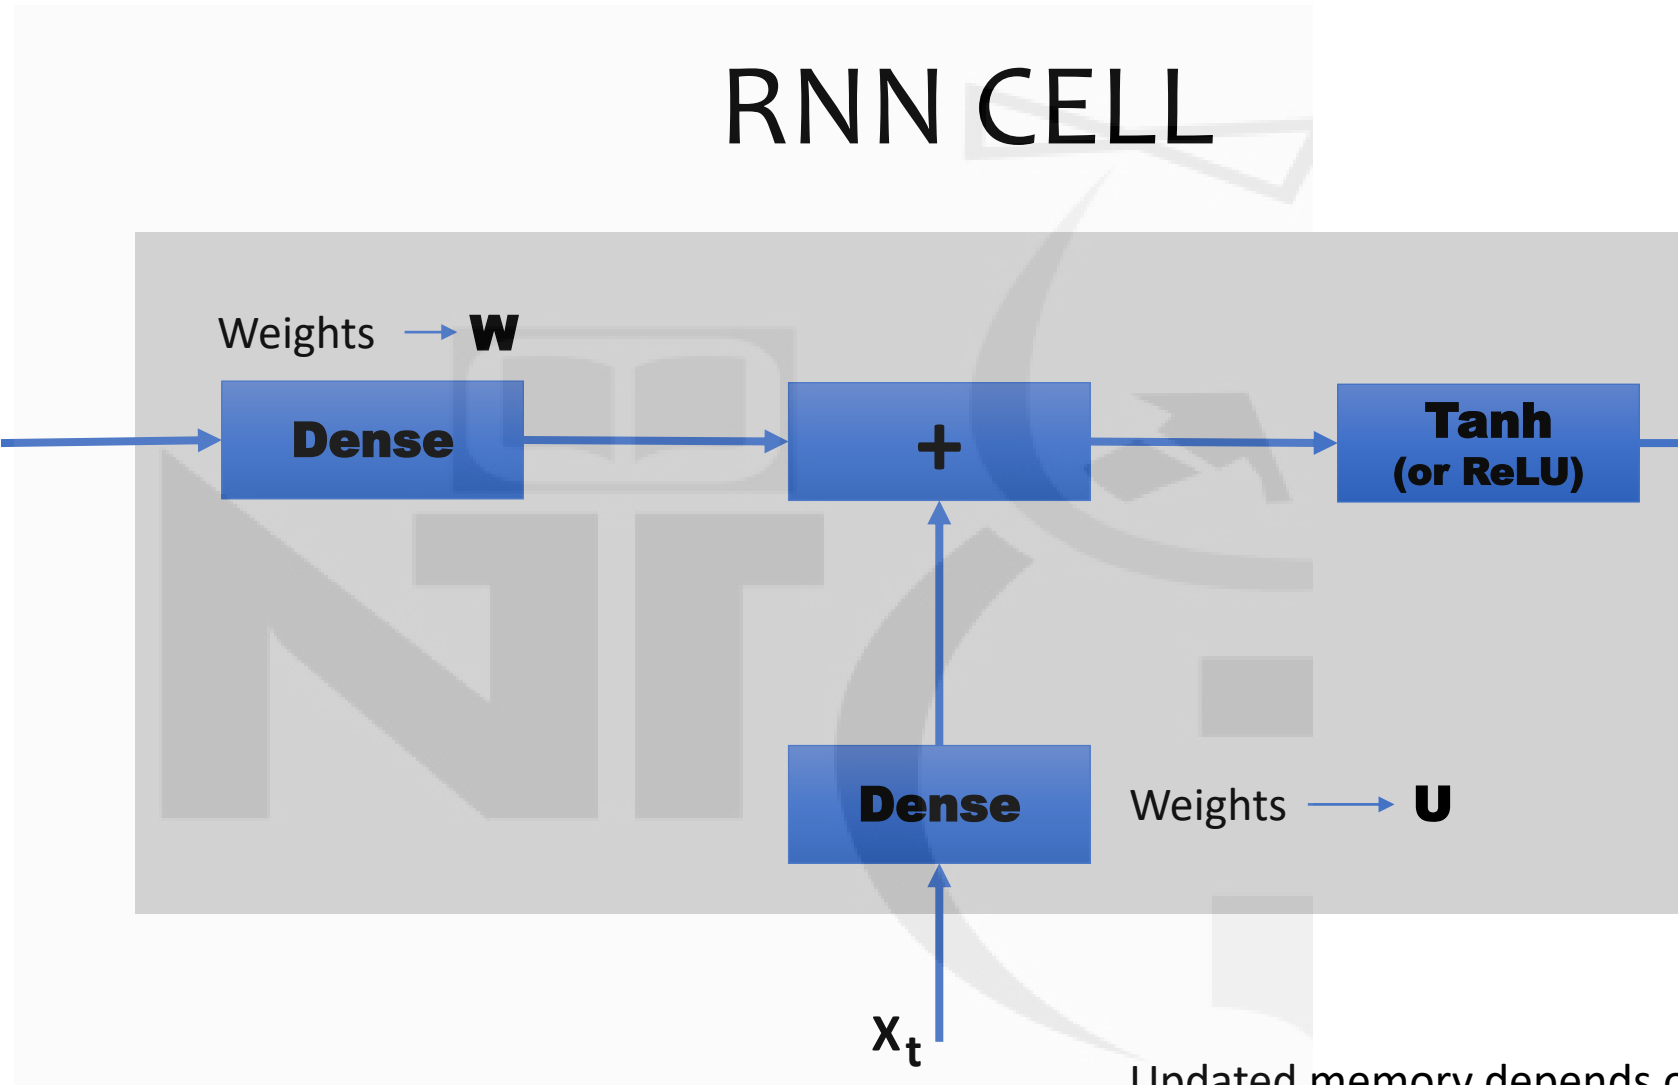 RNN CELL
Weights → W
Dense
+
Tanh
(or ReLU)
Dense
Weights → U
Xt
Updated memory depends